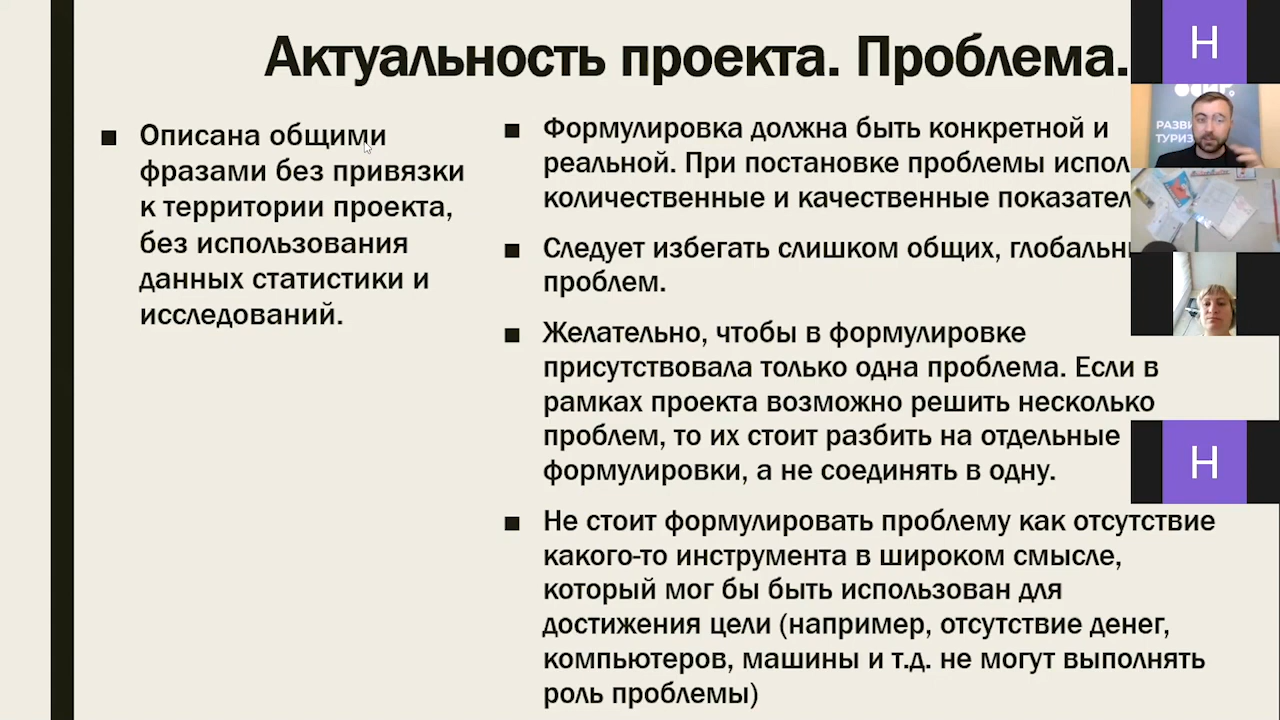 Актуальность проекта. Проблема.
Описана общими
фразами без привязки
к территории проекта,
без использования
данных статистики и
исследований.
Формулировка должна быть конкретной и
реальной. При постановке проблемы
количественные и качественные
Следует избегать слишком общих,
проблем.
Желательно, чтобы в формулировке
присутствовала только одна проблема. Если в
рамках проекта возможно решить несколько
проблем, то их стоит разбить на отдельные
формулировки, а не соединять в одну.
Не стоит формулировать проблему как отсутствие
какого-то инструмента в широком смысле,
который мог бы быть использован для
достижения цели (например, отсутствие денег,
компьютеров, машины и т.д. не могут выполнять
роль проблемы)
Н
Н